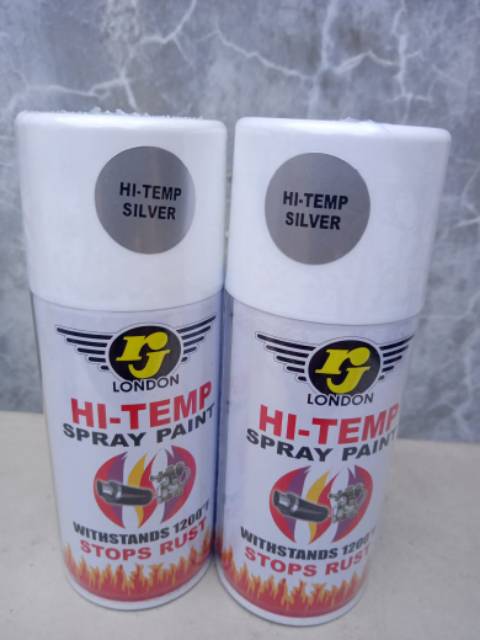 HI-TEMP
SILVER
rj
LONDON
HI-TEMP
SPRAY PAINT
WITHSTANDS 1200°F
STOPS RUST
HI-TEMP
SILVER
rj
LONDON
HI-TEMP
SPRAY PAINT
WITHSTANDS 1200°F
STOPS RUST